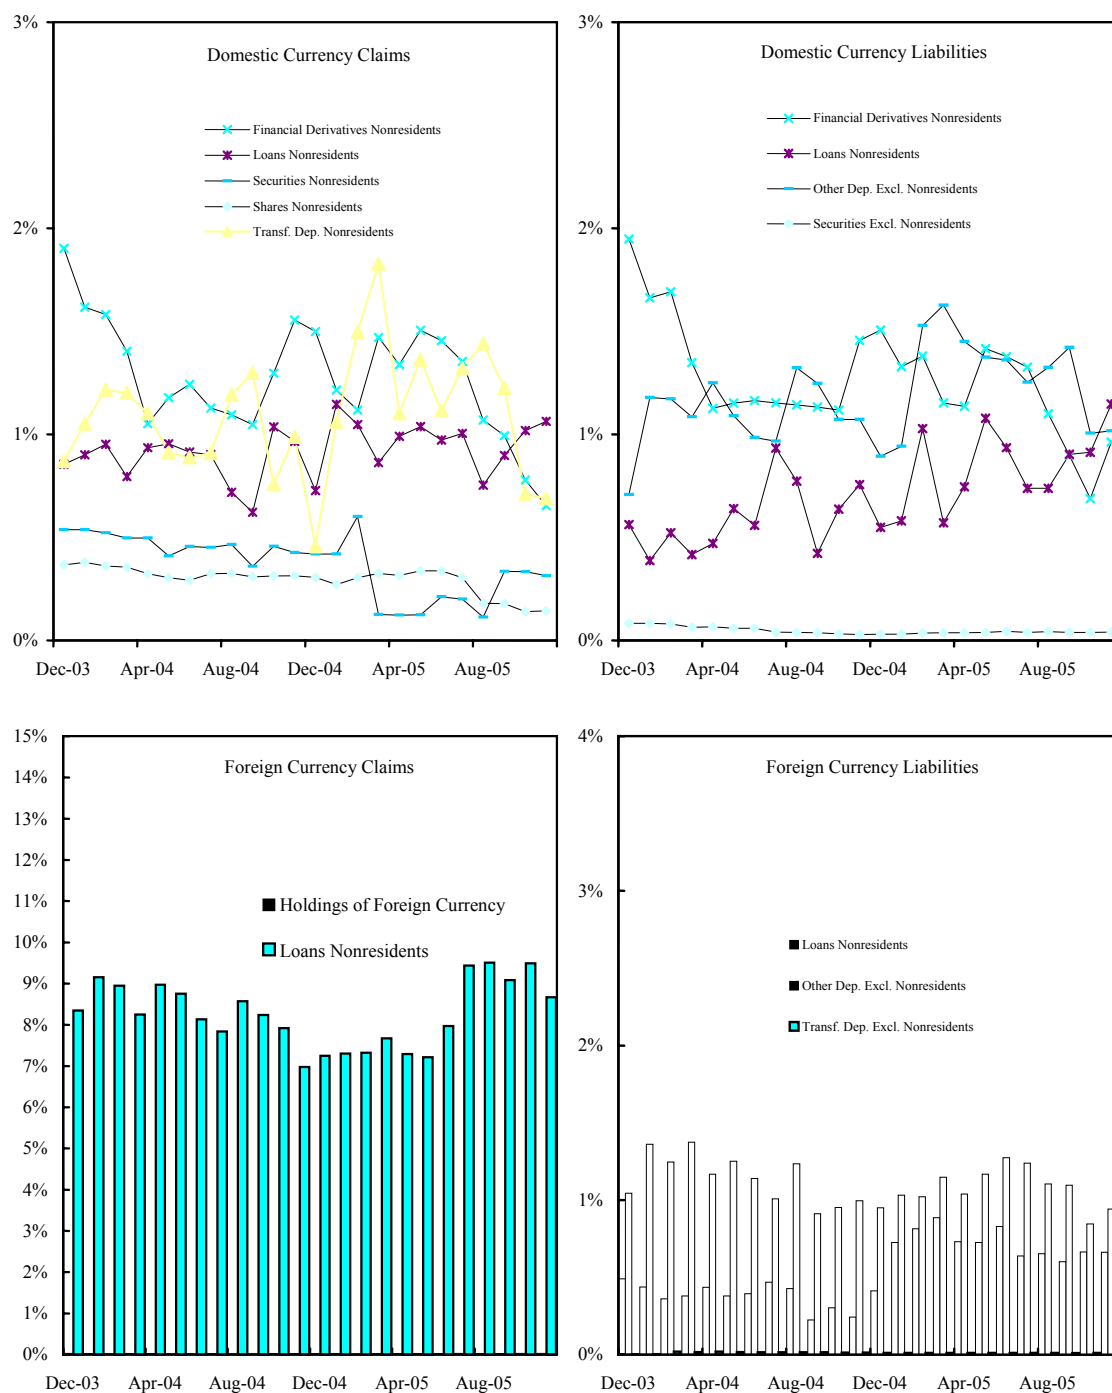 3%
Domestic Currency Claims
Financial Derivatives Nonresidents
Loans Nonresidents
Securities Nonresidents
Shares Nonresidents
Transf. Dep. Nonresidents
2%
1%
0%
Dec-03 Apr-04 Aug-04 Dec-04 Apr-05 Aug-05
3%
Domestic Currency Liabilities
Financial Derivatives Nonresidents
Loans Nonresidents
Other Dep. Excl. Nonresidents
Securities Excl. Nonresidents
2%
1%
0%
Dec-03 Apr-04 Aug-04 Dec-04 Apr-05 Aug-05
15%
Foreign Currency Claims
14%
13%
12%
11%
Holdings of Foreign Currency
10%
Loans Nonresidents
9%
8%
7%
6%
5%
4%
3%
2%
1%
0%
Dec-03 Apr-04 Aug-04 Dec-04 Apr-05 Aug-05
4%
Foreign Currency Liabilities
3%
Loans Nonresidents
Other Dep. Excl. Nonresidents
Transf. Dep. Excl. Nonresidents
2%
1%
0%
Dec-03 Apr-04 Aug-04 Dec-04 Apr-05 Aug-05